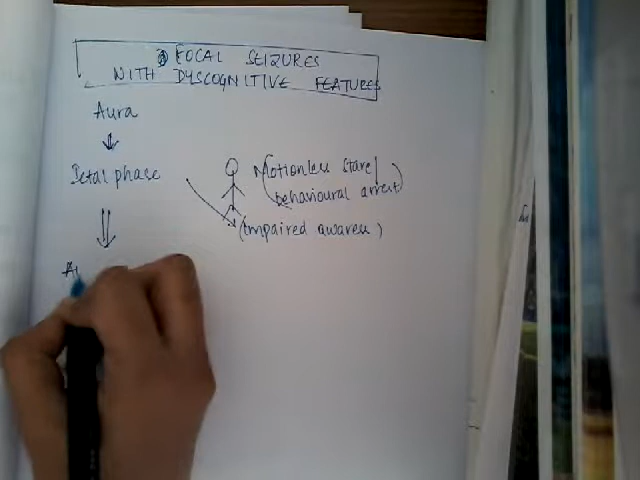 FOCAL SEIZURES
WITH DYSCOGNITIVE FEATURES
Aura
Ictal phase
Motionless stare
(behavioural arrest)
(Impaired awareness)